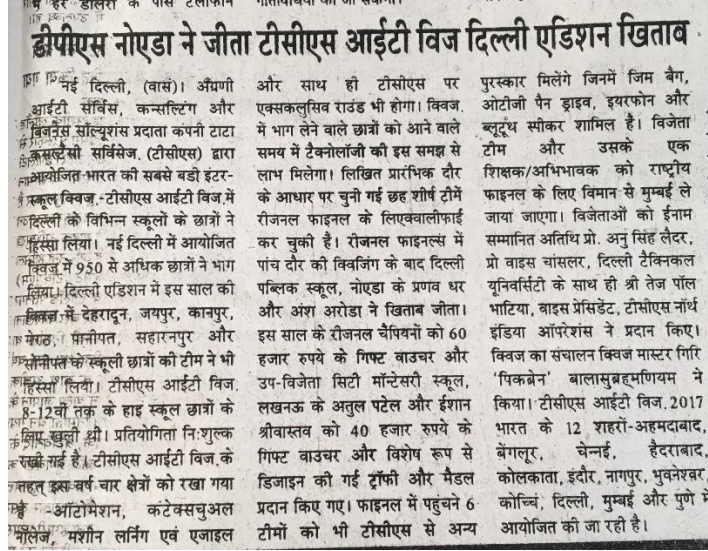 हर डीलरों के पास टेलीफोन
डीपीएस नोएडा ने जीता टीसीएस आईटी विज दिल्ली एडिशन खिताब
नई दिल्ली, (वासं)। अग्रणी
आईटी सर्विस, कन्सल्टिंग और
बिजनेस सोल्यूशंस प्रदाता कंपनी टाटा
कंसल्टेंसी सर्विसेज. (टीसीएस) द्वारा
आयोजित भारत की सबसे बडी इंटर-
स्कूल क्विज.-टीसीएस आईटी विज.में
दिल्ली के विभिन्न स्कूलों के छात्रों ने
हिस्सा लिया। नई दिल्ली में आयोजित
क्विज में 950 से अधिक छात्रों ने भाग
लिया। दिल्ली एडिशन में इस साल की
क्विज में देहरादून, जयपुर, कानपुर,
मेरठ, पानीपत, सहारनपुर और
सोनीपत के स्कूली छात्रों की टीम ने भी
हिस्सा लिया। टीसीएस आईटी विज.
8-12वीं तक के हाइ स्कूल छात्रों के
लिए खुली थी। प्रतियोगिता नि:शुल्क
रखी गई है। टीसीएस आईटी विज.के
तहत् इस वर्ष चार क्षेत्रों को रखा गया
है - ऑटोमेशन, कंटेक्सचुअल
नॉलेज, मशीन लर्निंग एवं एजाइल
और साथ ही टीसीएस पर
एक्सकलुसिव राउंड भी होगा। क्विज.
में भाग लेने वाले छात्रों को आने वाले
समय में टैक्नोलॉजी की इस समझ से
लाभ मिलेगा। लिखित प्रारंभिक दौर
के आधार पर चुनी गई छह शीर्ष टीमें
रीजनल फाइनल के लिएक्वालीफाई
कर चुकी है। रीजनल फाइनल्स में
पांच दौर की क्विजिंग के बाद दिल्ली
पब्लिक स्कूल, नोएडा के प्रणव धर
और अंश अरोडा ने खिताब जीता।
इस साल के रीजनल चैपियनों को 60
हजार रुपये के गिफ्ट वाउचर और
उप-विजेता सिटी मॉन्टेसरी स्कूल,
लखनऊ के अतुल पटेल और ईशान
श्रीवास्तव को 40 हजार रुपये के
गिफ्ट वाउचर और विशेष रूप से
डिजाइन की गई ट्रॉफी और मैडल
प्रदान किए गए। फाइनल में पहुंचने 6
टीमों को भी टीसीएस से अन्य
पुरस्कार मिलेंगे जिनमें जिम बैग,
ओटीजी पैन ड्राइव, इयरफोन और
ब्लूटूथ स्पीकर शामिल है। विजेता
टीम और उसके एक
शिक्षक/अभिभावक को राष्ट्रीय
फाइनल के लिए विमान से मुम्बई ले
जाया जाएगा। विजेताओं को ईनाम
सम्मानित अतिथि प्रो. अनु सिंह लैदर,
प्रो वाइस चांसलर, दिल्ली टैक्निकल
यूनिवर्सिटी के साथ ही श्री तेज पॉल
भाटिया, वाइस प्रेसिडेंट, टीसीएस नॉर्थ
इंडिया ऑपरेशंस ने प्रदान किए।
क्विज का संचालन क्विज मास्टर गिरि
'पिकब्रेन' बालासुब्रहमणियम ने
किया। टीसीएस आईटी विज.2017
भारत के 12 शहरों-अहमदाबाद,
बेंगलूर, चेन्नई, हैदराबाद,
कोलकाता, इंदौर, नागपुर, भुवनेश्वर,
कोच्चि, दिल्ली, मुम्बई और पुणे में
आयोजित की जा रही है।